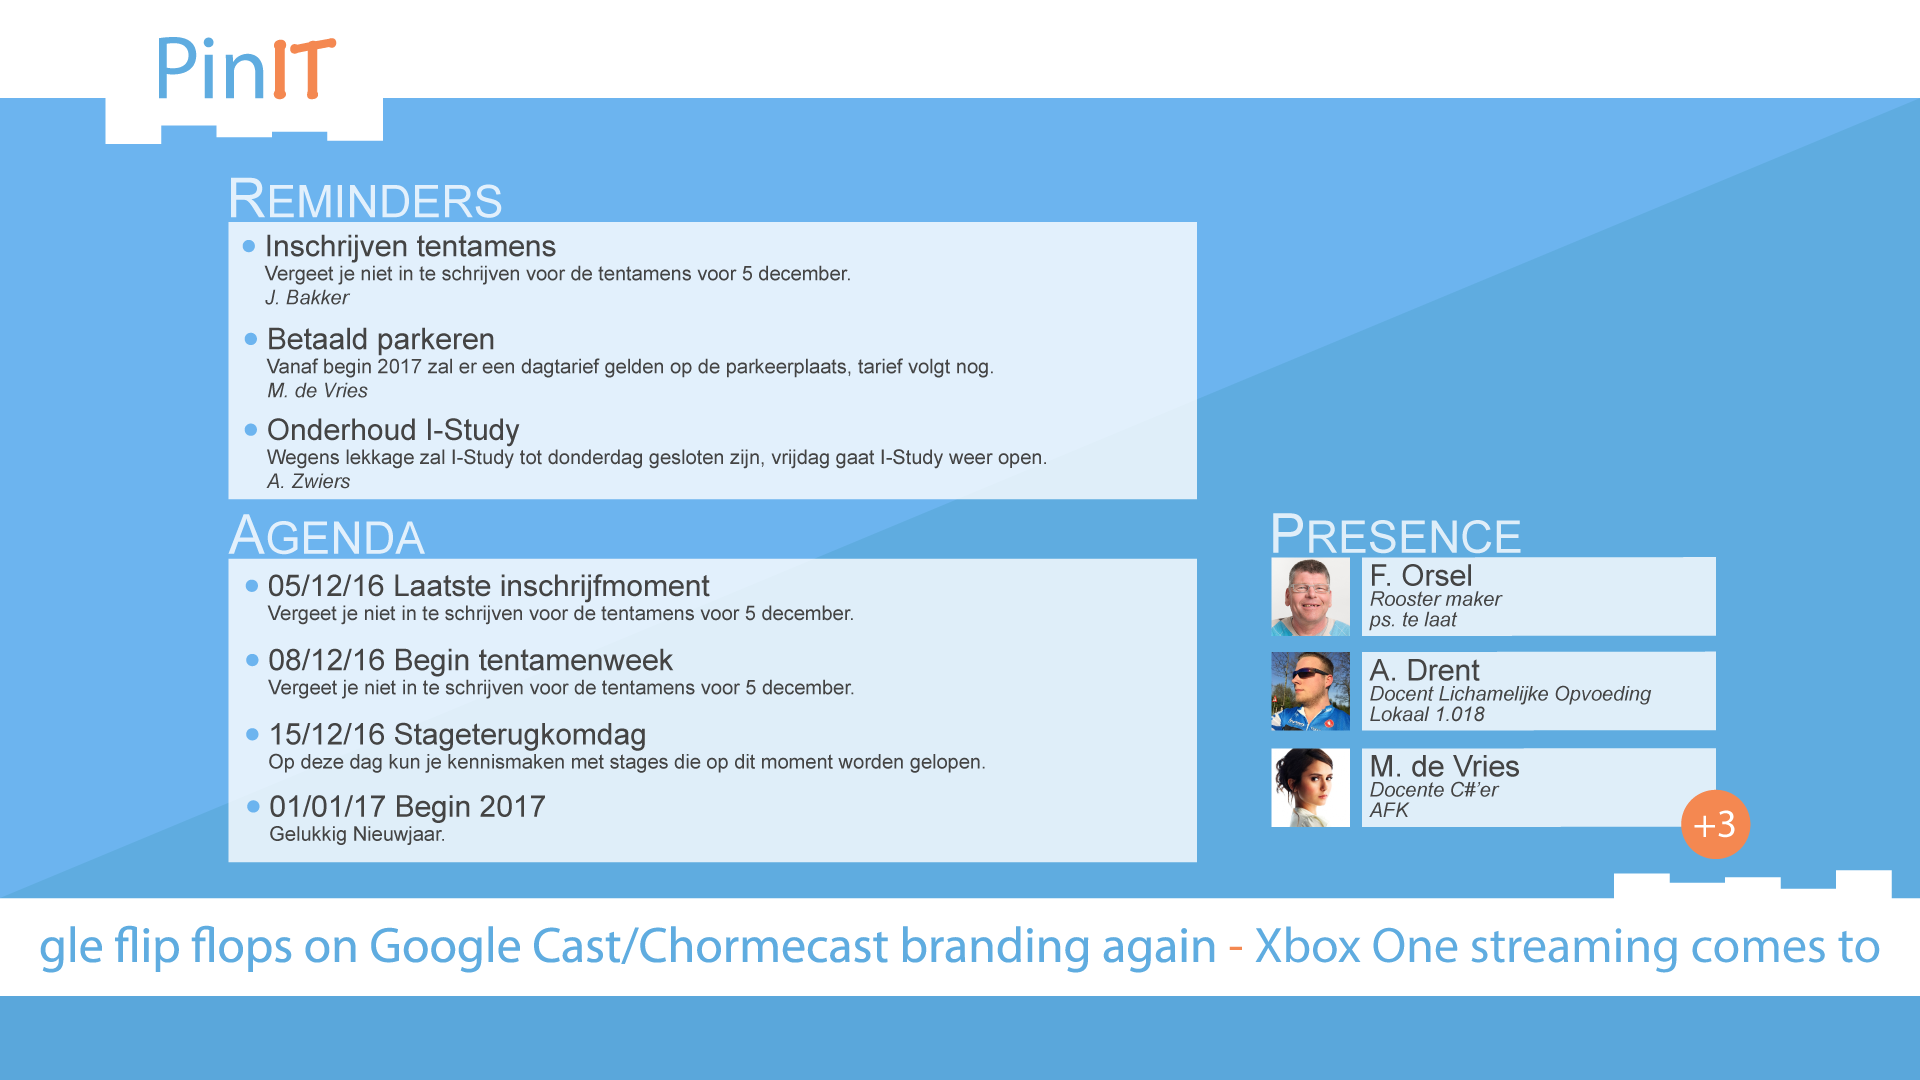 PinIT
REMINDERS
Inschrijven tentamens
Vergeet je niet in te schrijven voor de tentamens voor 5 december.
J. Bakker
Betaald parkeren
Vanaf begin 2017 zal er een dagtarief gelden op de parkeerplaats, tarief volgt nog.
M. de Vries
Onderhoud I-Study
Wegens lekkage zal I-Study tot donderdag gesloten zijn, vrijdag gaat I-Study weer open.
A. Zwiers
AGENDA
05/12/16 Laatste inschrijfmoment
Vergeet je niet in te schrijven voor de tentamens voor 5 december.
08/12/16 Begin tentamenweek
Vergeet je niet in te schrijven voor de tentamens voor 5 december.
15/12/16 Stageterugkomdag
Op deze dag kun je kennismaken met stages die op dit moment worden gelopen.
01/01/17 Begin 2017
Gelukkig Nieuwjaar.
PRESENCE
F. Orsel
Rooster maker
ps. te laat
A. Drent
Docent Lichamelijke Opvoeding
Lokaal 1.018
M. de Vries
Docente C#'er
AFK
+3
gle flip flops on Google Cast/Chormecast branding again - Xbox One streaming comes to